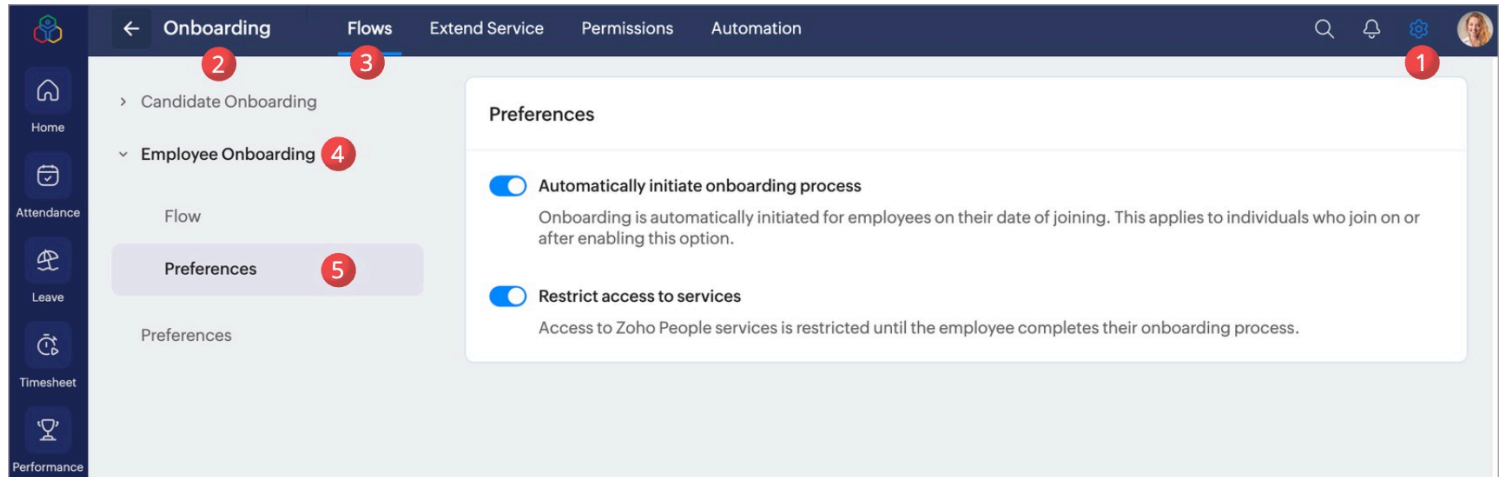 Onboarding
Flows
Extend Service
Permissions
Automation
2
3
1
Home
Attendance
Leave
Timesheet
Performance
Candidate Onboarding
Employee Onboarding 4
Flow
Preferences 5
Preferences
Preferences
Automatically initiate onboarding process
Onboarding is automatically initiated for employees on their date of joining. This applies to individuals who join on or
after enabling this option.
Restrict access to services
Access to Zoho People services is restricted until the employee completes their onboarding process.